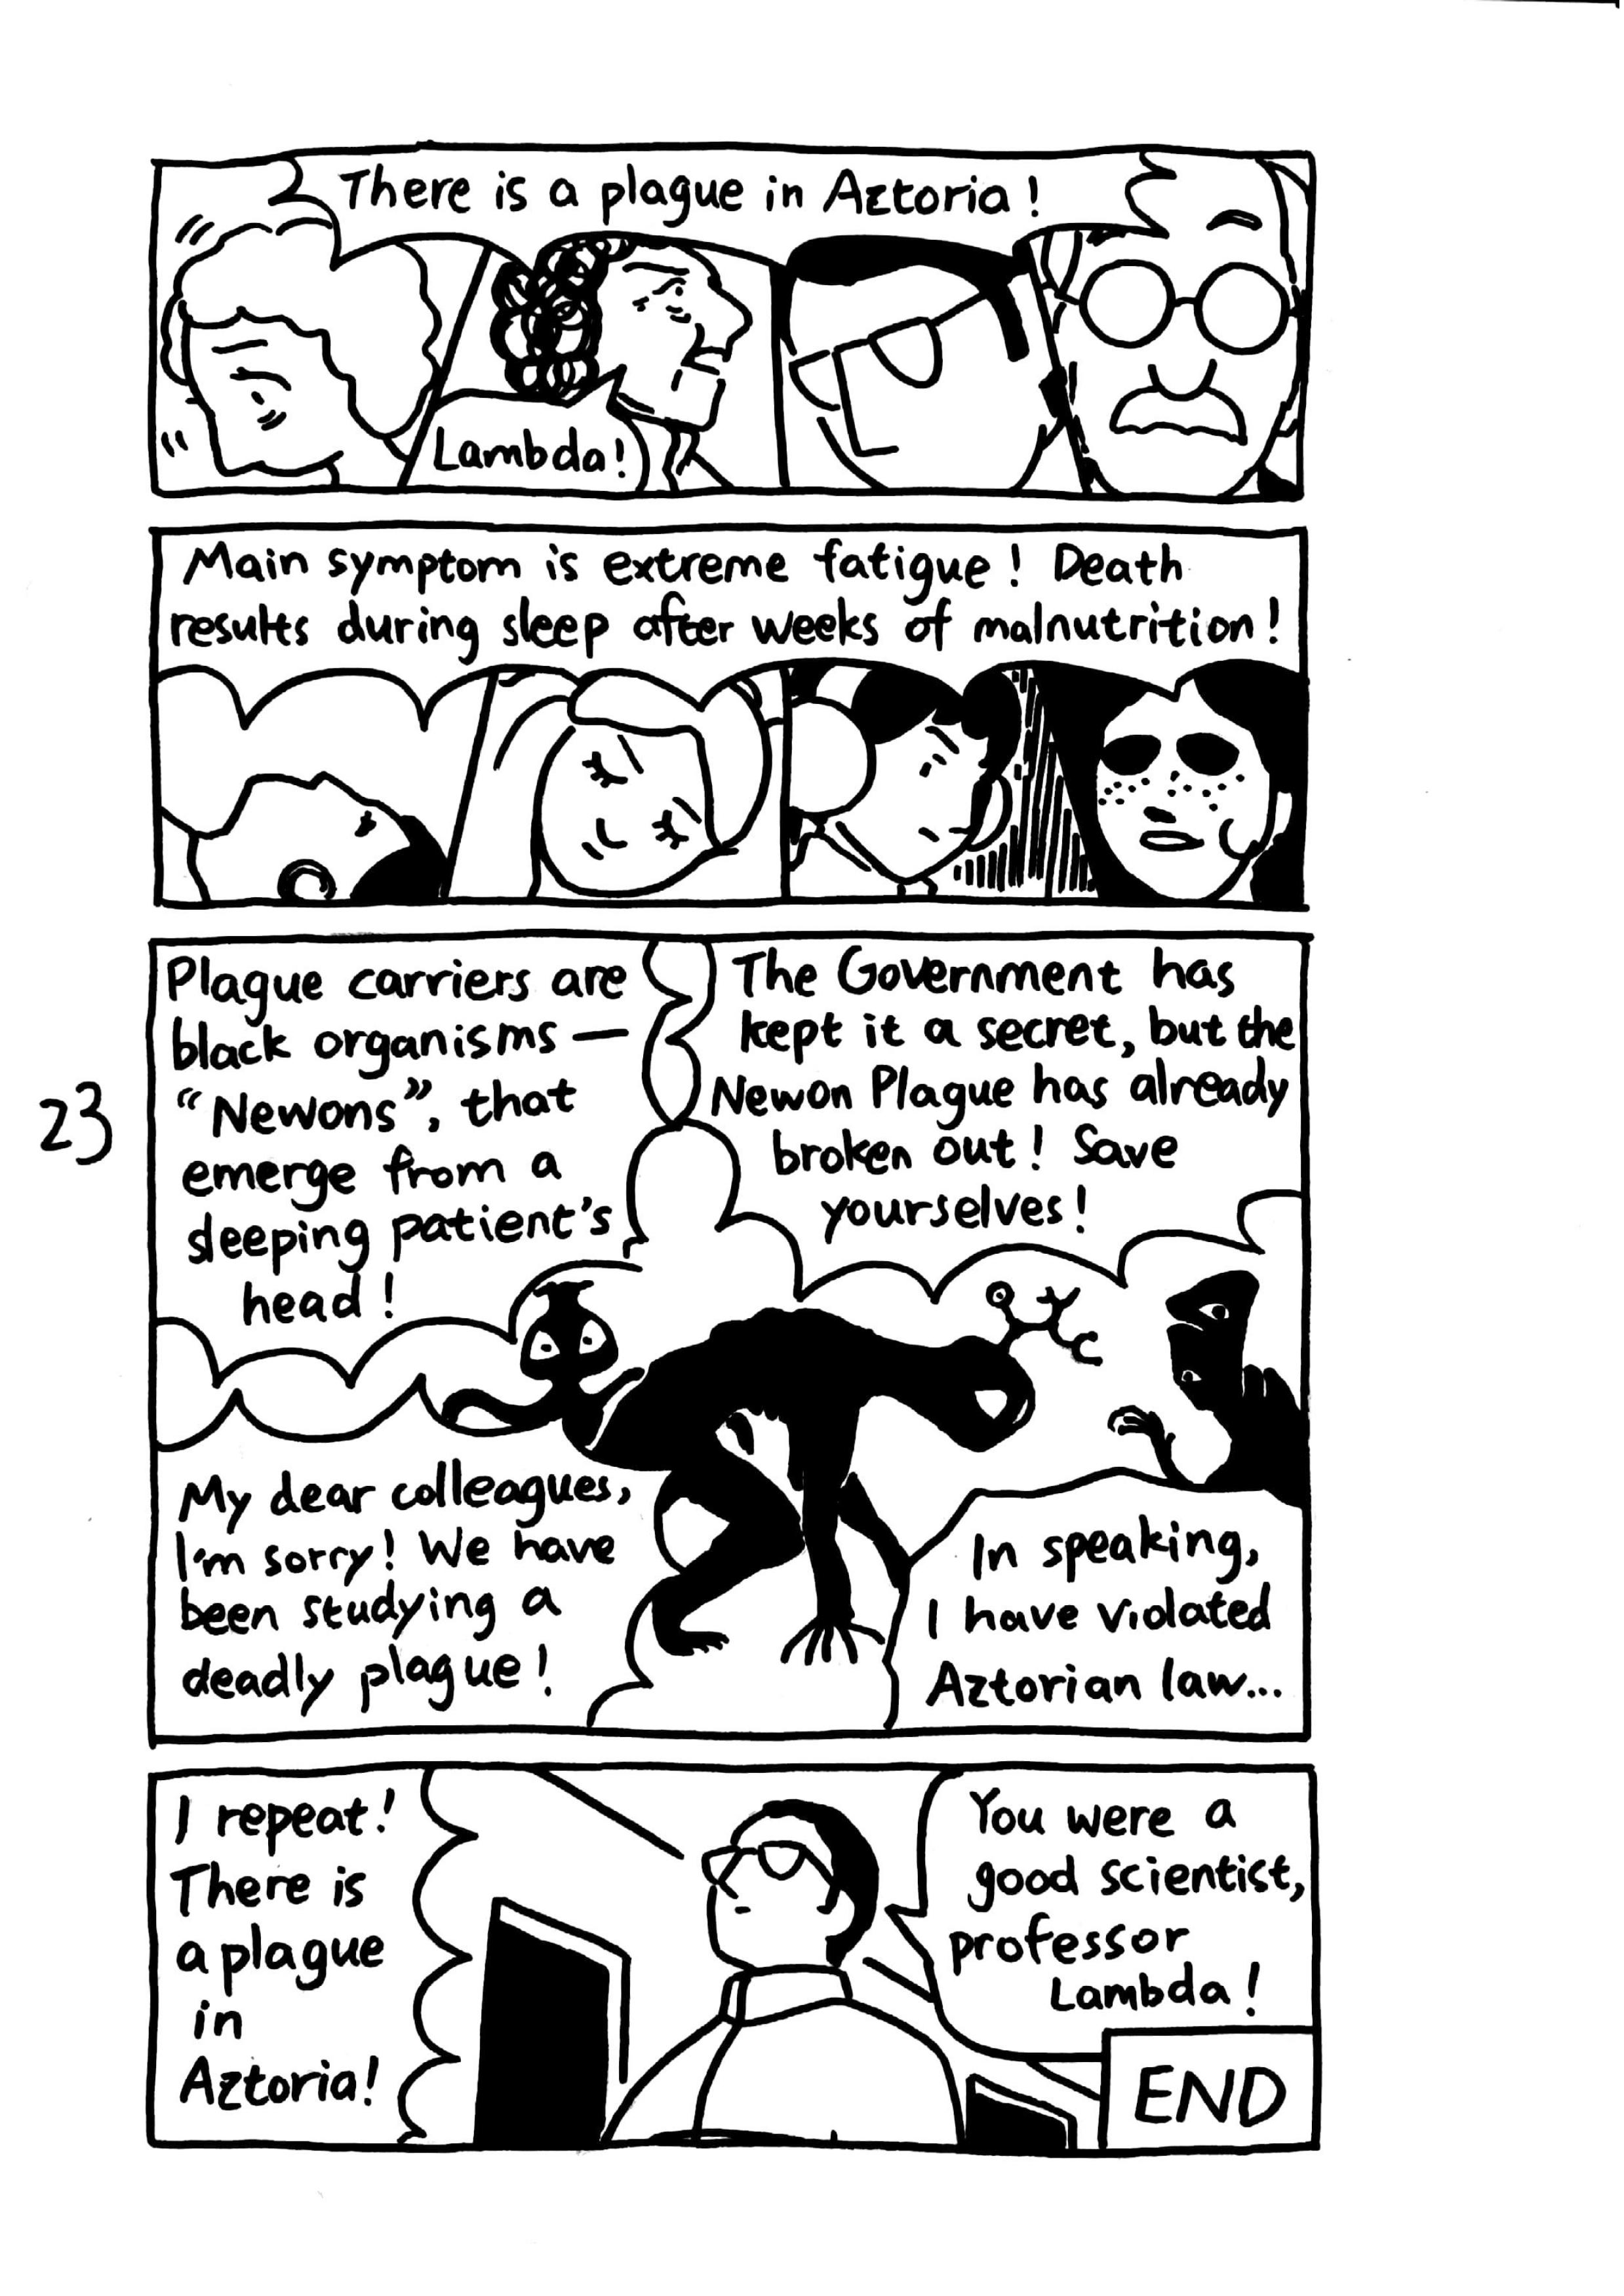 There is a plague in Aztoria!
Lambda!
Main symptom is extreme fatigue! Death
results during sleep after weeks of malnutrition!
Plague carriers are
black organisms —
“Newons”, that
emerge from a
sleeping patient's
head!
The Government has
kept it a secret, but the
Newon Plague has already
broken out! Save
yourselves!
My dear colleagues,
I'm sorry! We have
been studying a
deadly plague!
In speaking,
I have violated
Aztorian law...
23
I repeat!
There is
a plague
in
Aztoria!
You were a
good scientist,
professor
Lambda!
END